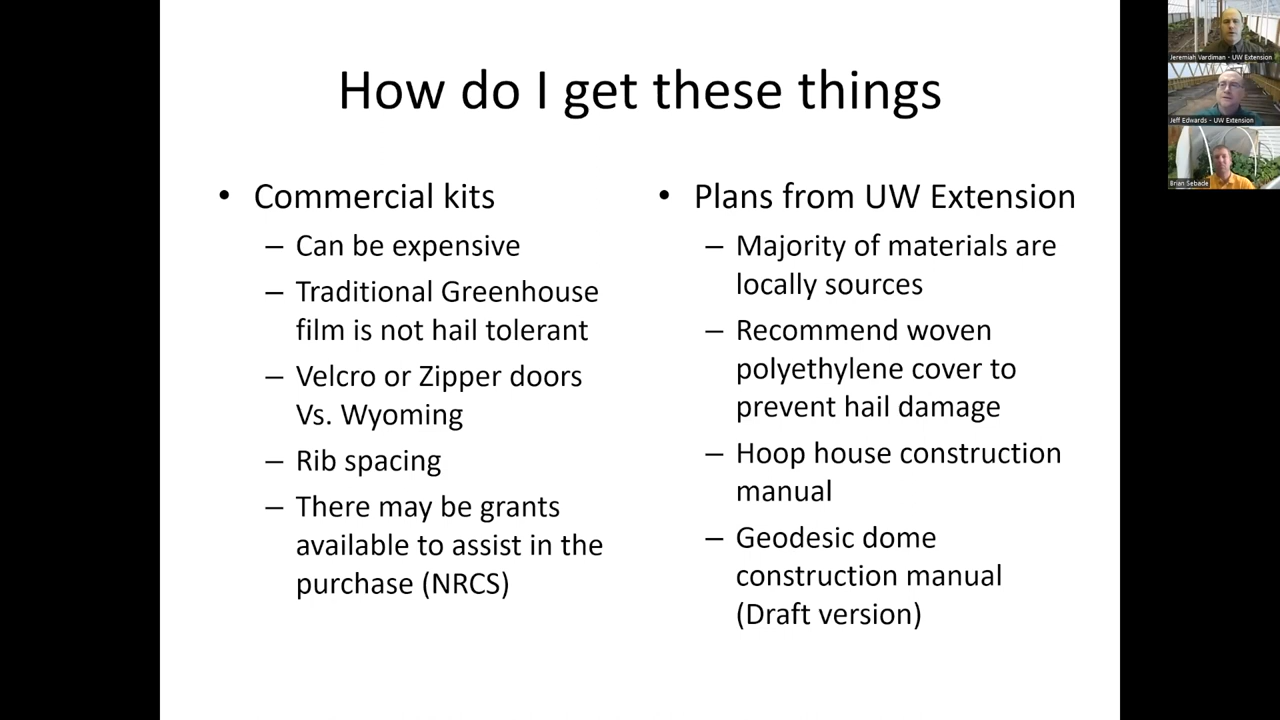 How do I get these things
• Commercial kits
– Can be expensive
– Traditional Greenhouse
film is not hail tolerant
– Velcro or Zipper doors
Vs. Wyoming
– Rib spacing
– There may be grants
available to assist in the
purchase (NRCS)
• Plans from UW Extension
– Majority of materials are
locally sources
– Recommend woven
polyethylene cover to
prevent hail damage
– Hoop house construction
manual
– Geodesic dome
construction manual
(Draft version)
Jeremiah Vardiman - UW Extension
Jeff Edwards - UW Extension
Brian Sebade